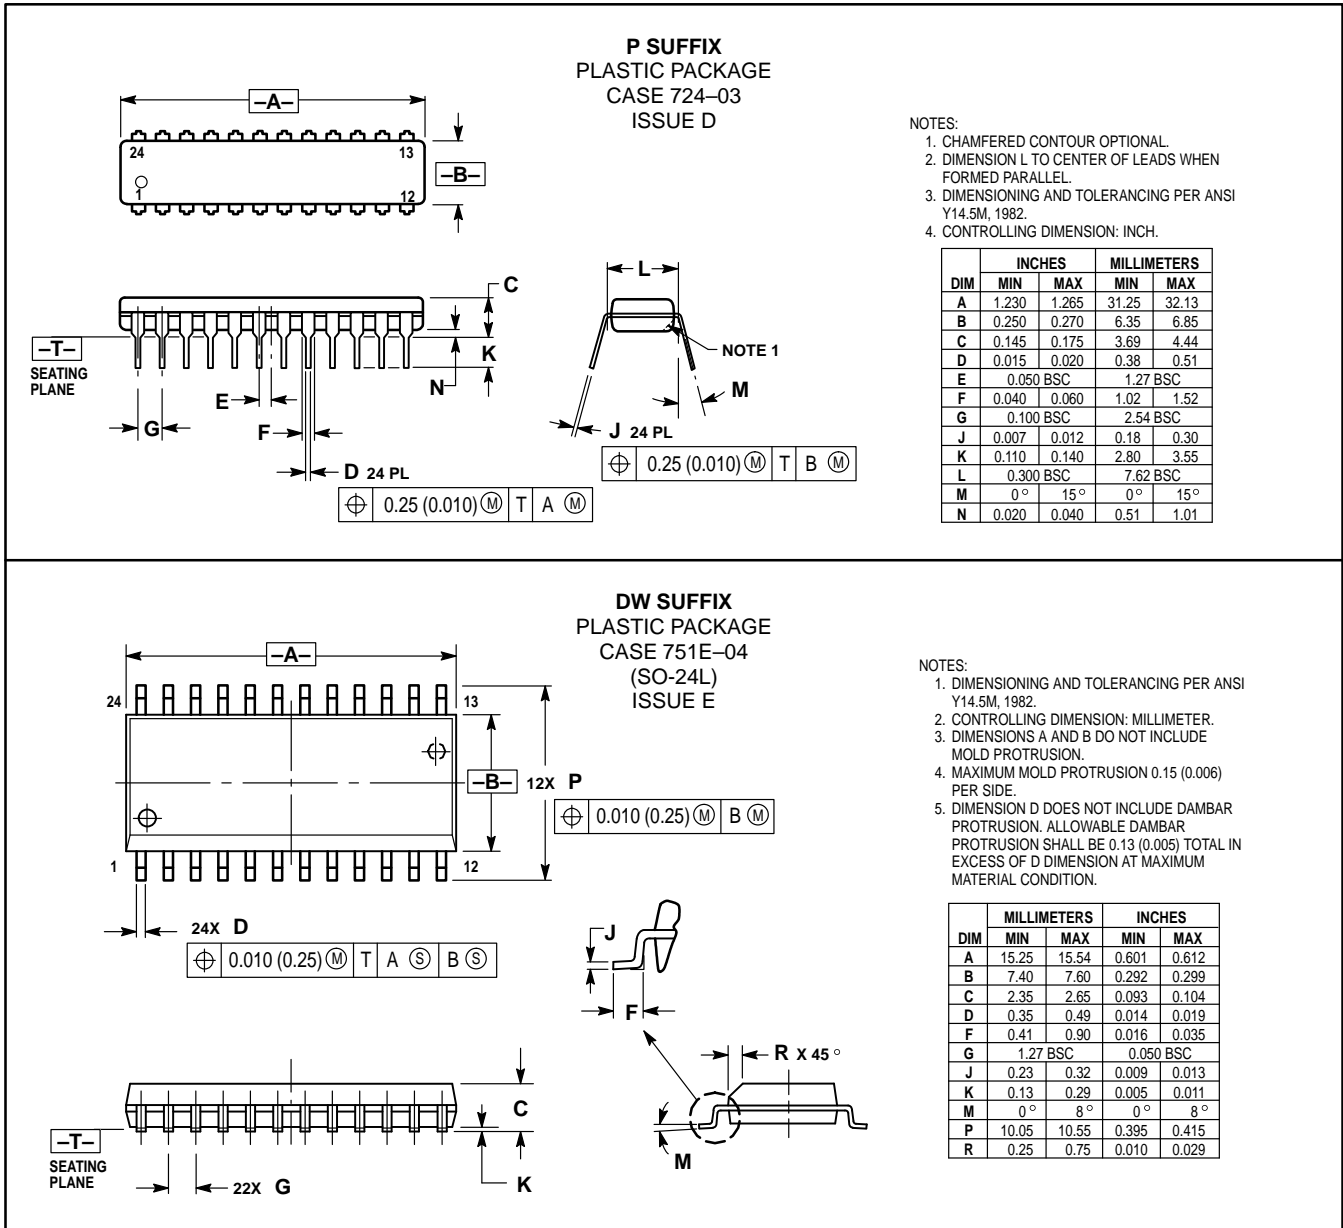 P SUFFIX
PLASTIC PACKAGE
CASE 724–03
ISSUE D
–A–
24
13
1
12
–B–
C
–T–
SEATING
PLANE
K
N
E
G
F
D 24 PL
⌖ 0.25 (0.010) Ⓜ T A Ⓜ
L
NOTE 1
M
J 24 PL
⌖ 0.25 (0.010) Ⓜ T B Ⓜ
NOTES:
1. CHAMFERED CONTOUR OPTIONAL.
2. DIMENSION L TO CENTER OF LEADS WHEN
FORMED PARALLEL.
3. DIMENSIONING AND TOLERANCING PER ANSI
Y14.5M, 1982.
4. CONTROLLING DIMENSION: INCH.
INCHES MILLIMETERS
DIM MIN MAX MIN MAX
A 1.230 1.265 31.25 32.13
B 0.250 0.270 6.35 6.85
C 0.145 0.175 3.69 4.44
D 0.015 0.020 0.38 0.51
E 0.050 BSC 1.27 BSC
F 0.040 0.060 1.02 1.52
G 0.100 BSC 2.54 BSC
J 0.007 0.012 0.18 0.30
K 0.110 0.140 2.80 3.55
L 0.300 BSC 7.62 BSC
M 0° 15° 0° 15°
N 0.020 0.040 0.51 1.01
DW SUFFIX
PLASTIC PACKAGE
CASE 751E–04
(SO-24L)
ISSUE E
–A–
24
13
–B–
12X P
⌖ 0.010 (0.25) Ⓜ B Ⓜ
1
12
24X D
⌖ 0.010 (0.25) Ⓜ T A Ⓢ B Ⓢ
J
F
R X 45°
C
–T–
SEATING
PLANE
M
K
22X G
NOTES:
1. DIMENSIONING AND TOLERANCING PER ANSI
Y14.5M, 1982.
2. CONTROLLING DIMENSION: MILLIMETER.
3. DIMENSIONS A AND B DO NOT INCLUDE
MOLD PROTRUSION.
4. MAXIMUM MOLD PROTRUSION 0.15 (0.006)
PER SIDE.
5. DIMENSION D DOES NOT INCLUDE DAMBAR
PROTRUSION. ALLOWABLE DAMBAR
PROTRUSION SHALL BE 0.13 (0.005) TOTAL IN
EXCESS OF D DIMENSION AT MAXIMUM
MATERIAL CONDITION.
MILLIMETERS INCHES
DIM MIN MAX MIN MAX
A 15.25 15.54 0.601 0.612
B 7.40 7.60 0.292 0.299
C 2.35 2.65 0.093 0.104
D 0.35 0.49 0.014 0.019
F 0.41 0.90 0.016 0.035
G 1.27 BSC 0.050 BSC
J 0.23 0.32 0.009 0.013
K 0.13 0.29 0.005 0.011
M 0° 8° 0° 8°
P 10.05 10.55 0.395 0.415
R 0.25 0.75 0.010 0.029